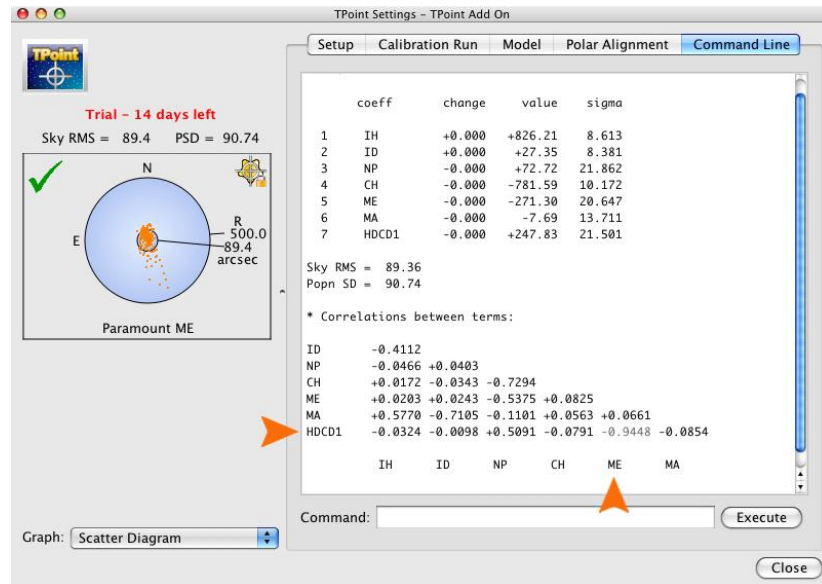 TPoint Settings - TPoint Add On
TPoint
Trial - 14 days left
Sky RMS = 89.4 PSD = 90.74
N
E
R
500.0
89.4
arcsec
Paramount ME
Graph: Scatter Diagram
Setup Calibration Run Model Polar Alignment Command Line
coeff change value sigma
1 IH +0.000 +826.21 8.613
2 ID +0.000 +27.35 8.381
3 NP -0.000 +72.72 21.862
4 CH -0.000 -781.59 10.172
5 ME -0.000 -271.30 20.647
6 MA -0.000 -7.69 13.711
7 HDCD1 -0.000 +247.83 21.501
Sky RMS = 89.36
Popn SD = 90.74
* Correlations between terms:
ID -0.4112
NP -0.0466 +0.0403
CH +0.0172 -0.0343 -0.7294
ME +0.0203 +0.0243 -0.5375 +0.0825
MA +0.5770 -0.7105 -0.1101 +0.0563 +0.0661
HDCD1 -0.0324 -0.0098 +0.5091 -0.0791 -0.9448 -0.0854
IH ID NP CH ME MA
Command: Execute
Close